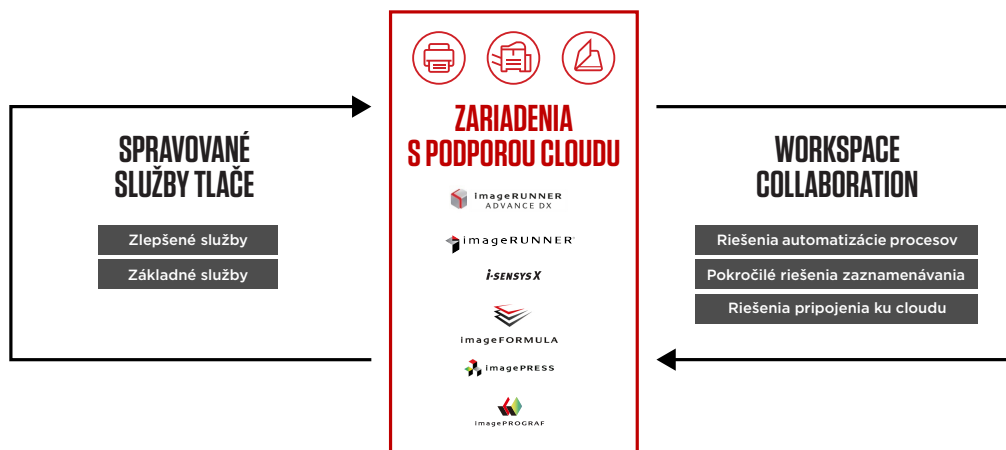 SPRAVOVANÉ
SLUŽBY TLAČE
Zlepšené služby
Základné služby
ZARIADENIA
S PODPOROU CLOUDU
imageRUNNER
ADVANCE DX
imageRUNNER
i-SENSYS X
imageFORMULA
imagePRESS
imagePROGRAF
WORKSPACE
COLLABORATION
Riešenia automatizácie procesov
Pokročilé riešenia zaznamenávania
Riešenia pripojenia ku cloudu